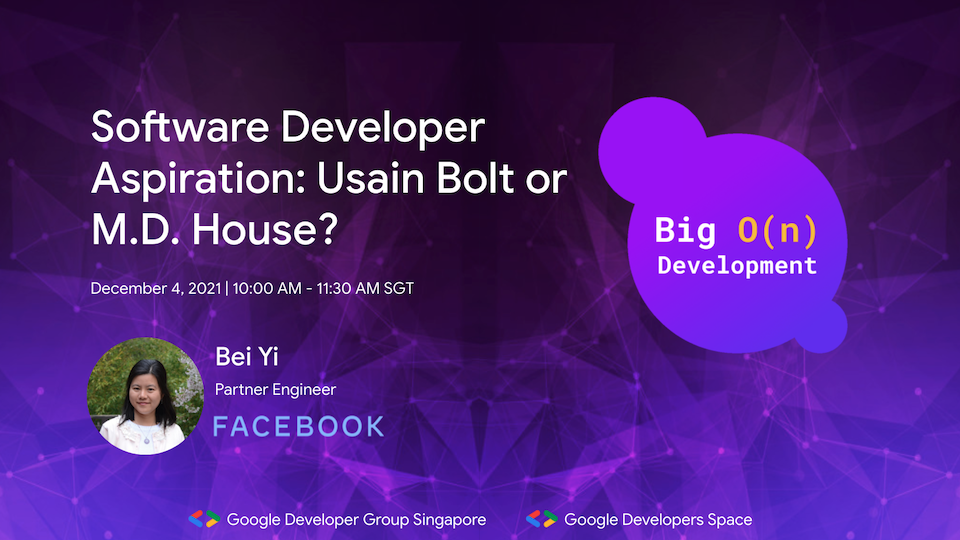 Software Developer
Aspiration: Usain Bolt or
M.D. House?
December 4, 2021 | 10:00 AM - 11:30 AM SGT
Bei Yi
Partner Engineer
FACEBOOK
Big O(n)
Development
Google Developer Group Singapore
Google Developers Space